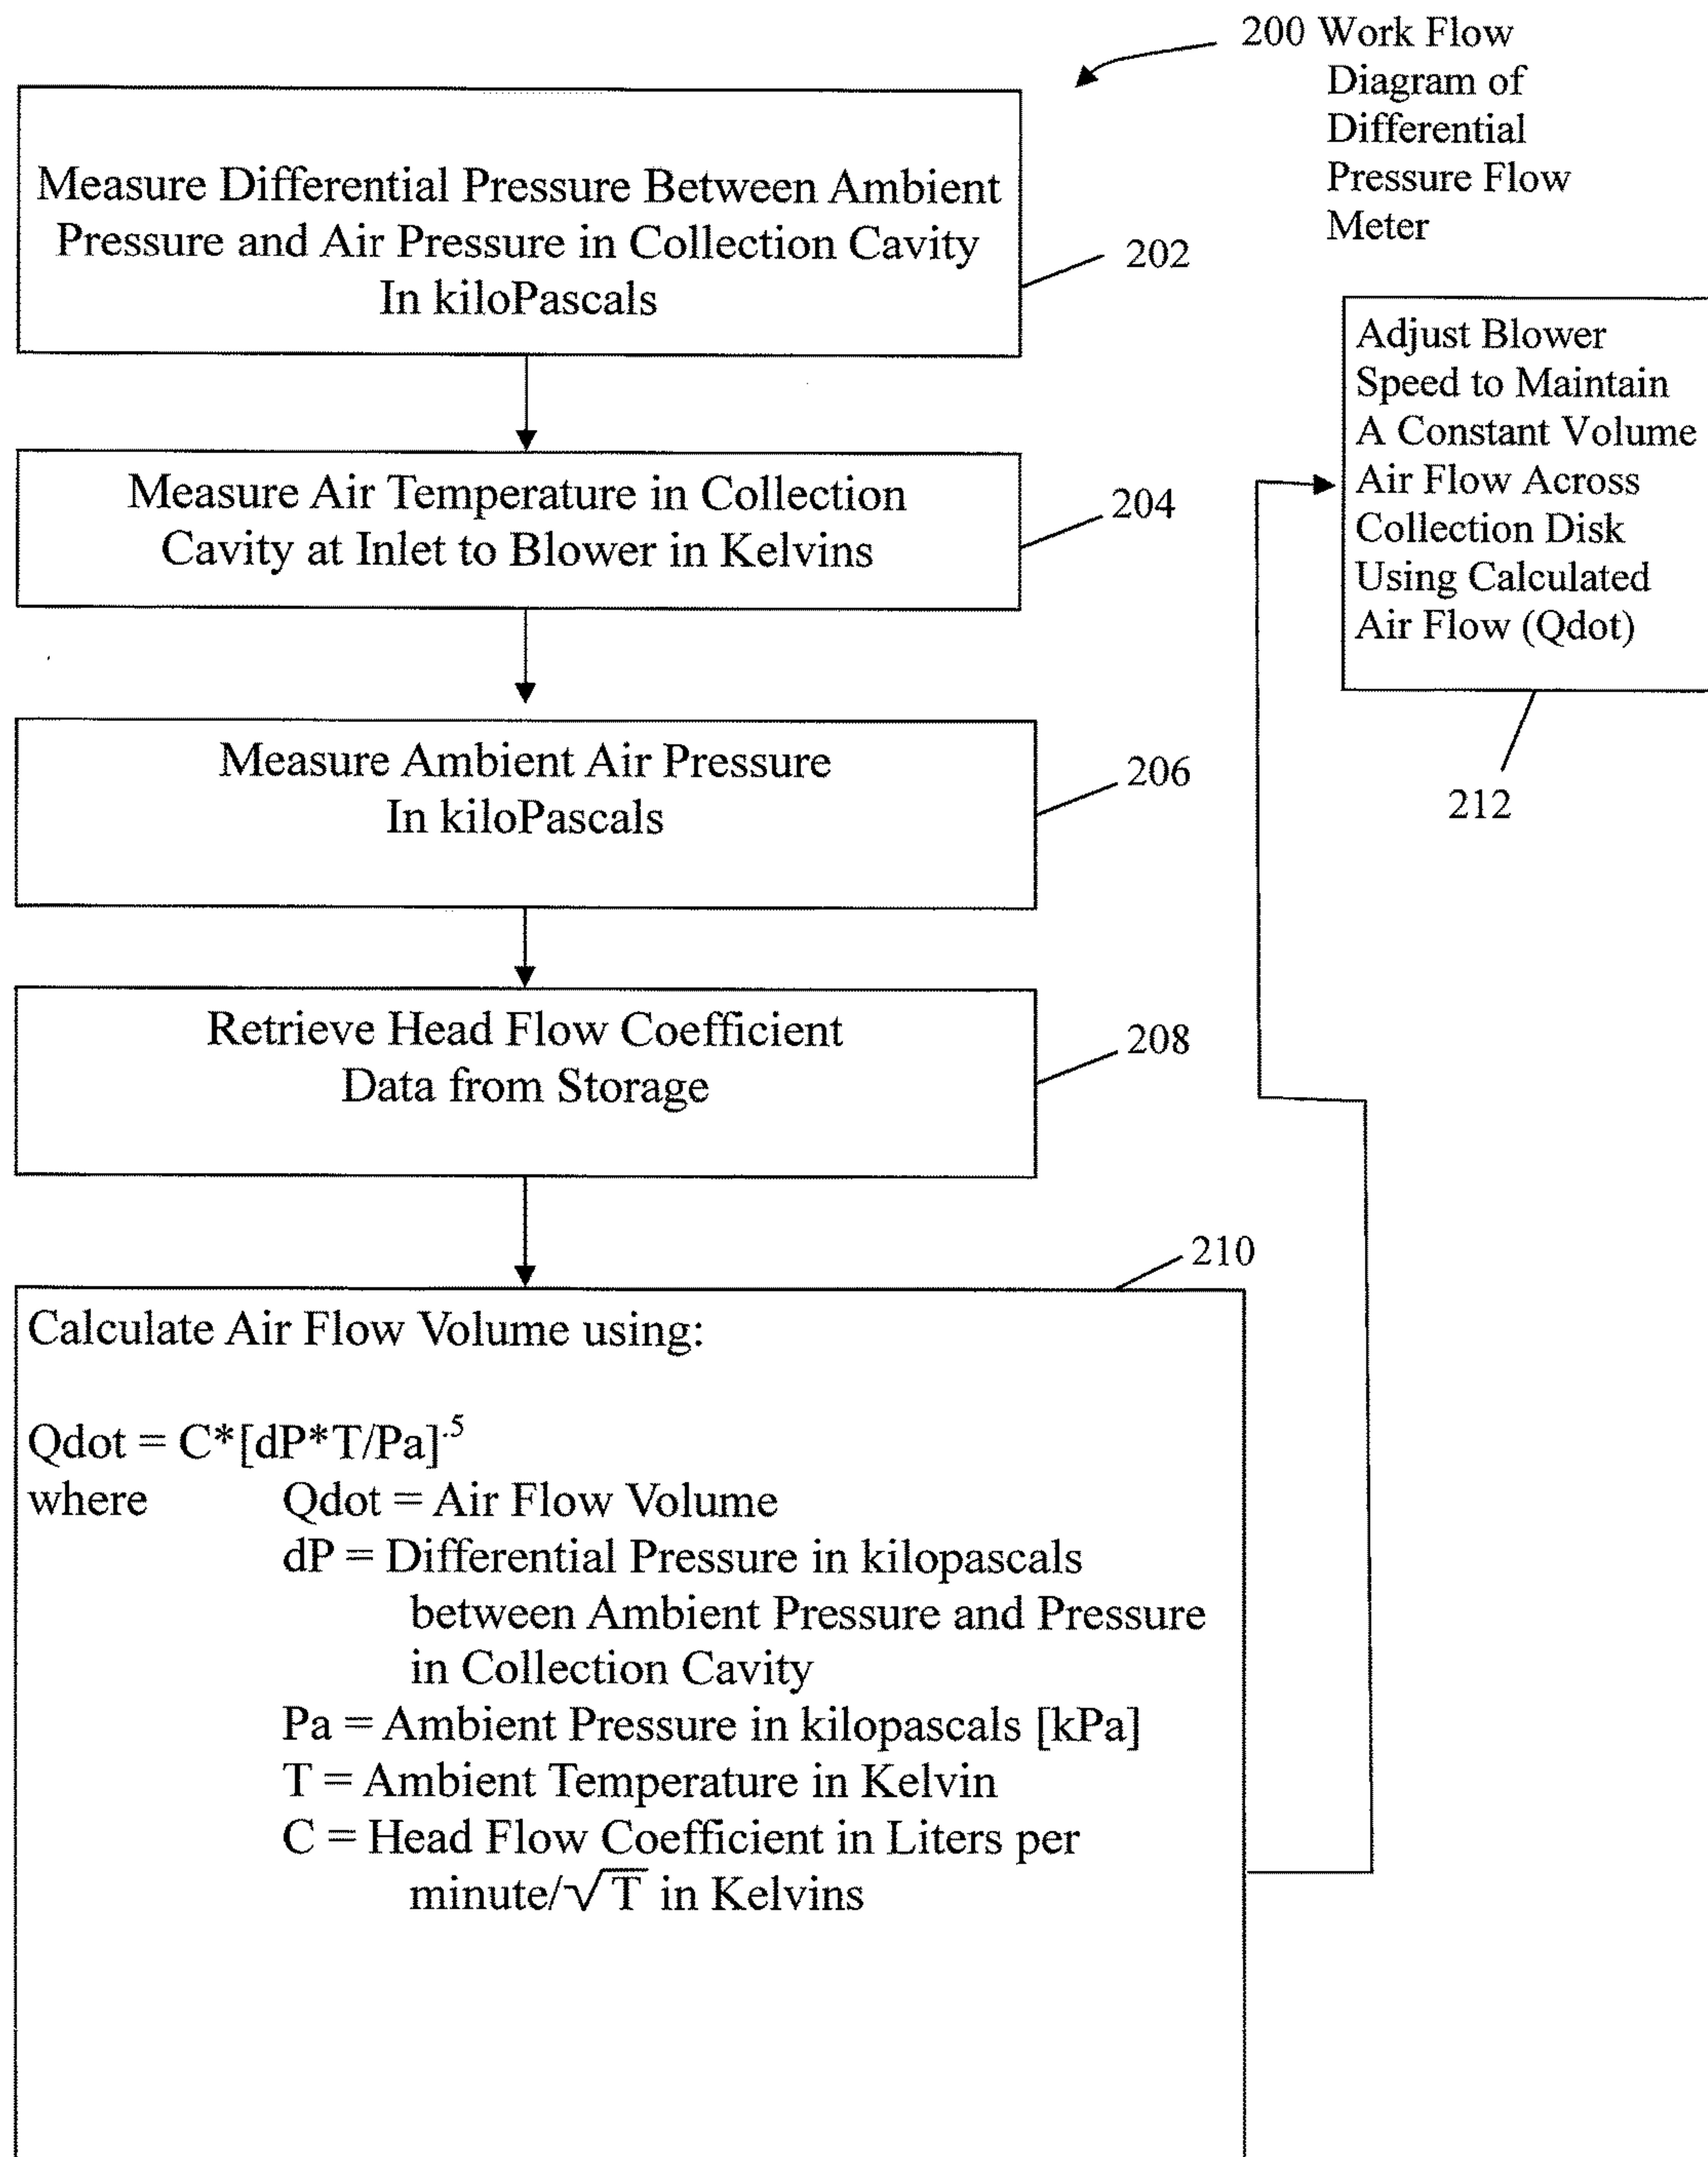 200 Work Flow
Diagram of
Differential
Pressure Flow
Meter
Measure Differential Pressure Between Ambient
Pressure and Air Pressure in Collection Cavity
In kiloPascals
202
Measure Air Temperature in Collection
Cavity at Inlet to Blower in Kelvins
204
Measure Ambient Air Pressure
In kiloPascals
206
Retrieve Head Flow Coefficient
Data from Storage
208
210
Calculate Air Flow Volume using:
Qdot = C*[dP*T/Pa]^.5
where Qdot = Air Flow Volume
dP = Differential Pressure in kilopascals
between Ambient Pressure and Pressure
in Collection Cavity
Pa = Ambient Pressure in kilopascals [kPa]
T = Ambient Temperature in Kelvin
C = Head Flow Coefficient in Liters per
minute/√T in Kelvins
Adjust Blower
Speed to Maintain
A Constant Volume
Air Flow Across
Collection Disk
Using Calculated
Air Flow (Qdot)
212